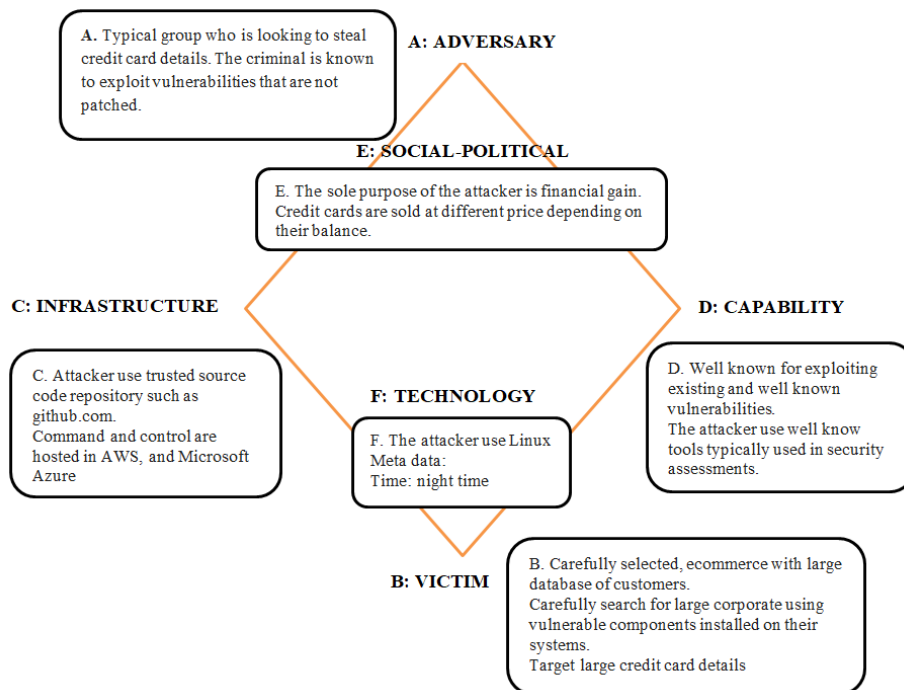 A. Typical group who is looking to steal
credit card details. The criminal is known
to exploit vulnerabilities that are not
patched.
A: ADVERSARY
E: SOCIAL-POLITICAL
E. The sole purpose of the attacker is financial gain.
Credit cards are sold at different price depending on
their balance.
C: INFRASTRUCTURE
D: CAPABILITY
C. Attacker use trusted source
code repository such as
github.com.
Command and control are
hosted in AWS, and Microsoft
Azure
F: TECHNOLOGY
F. The attacker use Linux
Meta data:
Time: night time
D. Well known for exploiting
existing and well known
vulnerabilities.
The attacker use well know
tools typically used in security
assessments.
B: VICTIM
B. Carefully selected, ecommerce with large
database of customers.
Carefully search for large corporate using
vulnerable components installed on their
systems.
Target large credit card details